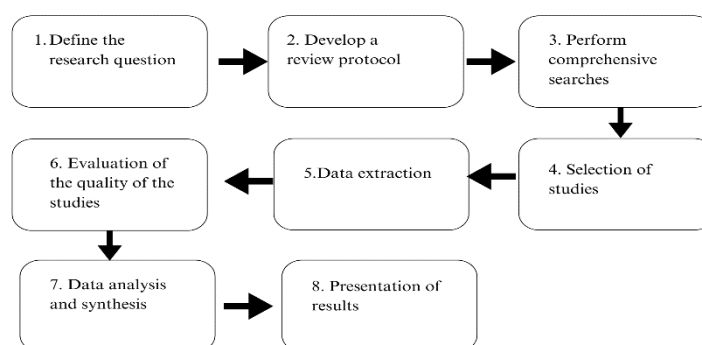 1. Define the
research question
2. Develop a
review protocol
3. Perform
comprehensive
searches
4. Selection of
studies
5.Data extraction
6. Evaluation of
the quality of the
studies
7. Data analysis
and synthesis
8. Presentation of
results